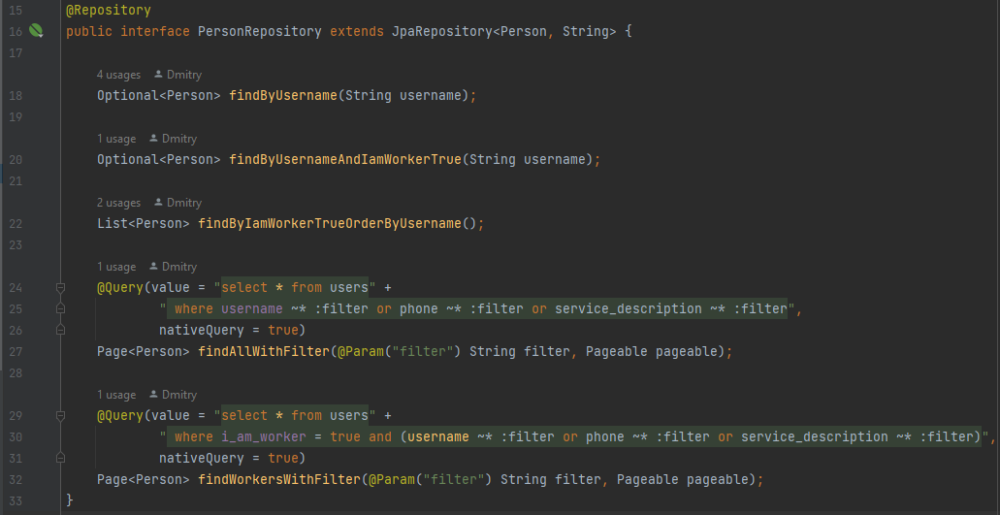 15 @Repository
16 public interface PersonRepository extends JpaRepository<Person, String> {
17
4 usages Dmitry
18 Optional<Person> findByUsername(String username);
19
1 usage Dmitry
20 Optional<Person> findByUsernameAndIamWorkerTrue(String username);
21
2 usages Dmitry
22 List<Person> findByIamWorkerTrueOrderByUsername();
23
1 usage Dmitry
24 @Query(value = "select * from users" +
25 " where username ~* :filter or phone ~* :filter or service_description ~* :filter",
26 nativeQuery = true)
27 Page<Person> findAllWithFilter(@Param("filter") String filter, Pageable pageable);
28
1 usage Dmitry
29 @Query(value = "select * from users" +
30 " where i_am_worker = true and (username ~* :filter or phone ~* :filter or service_description ~* :filter)",
31 nativeQuery = true)
32 Page<Person> findWorkersWithFilter(@Param("filter") String filter, Pageable pageable);
33 }